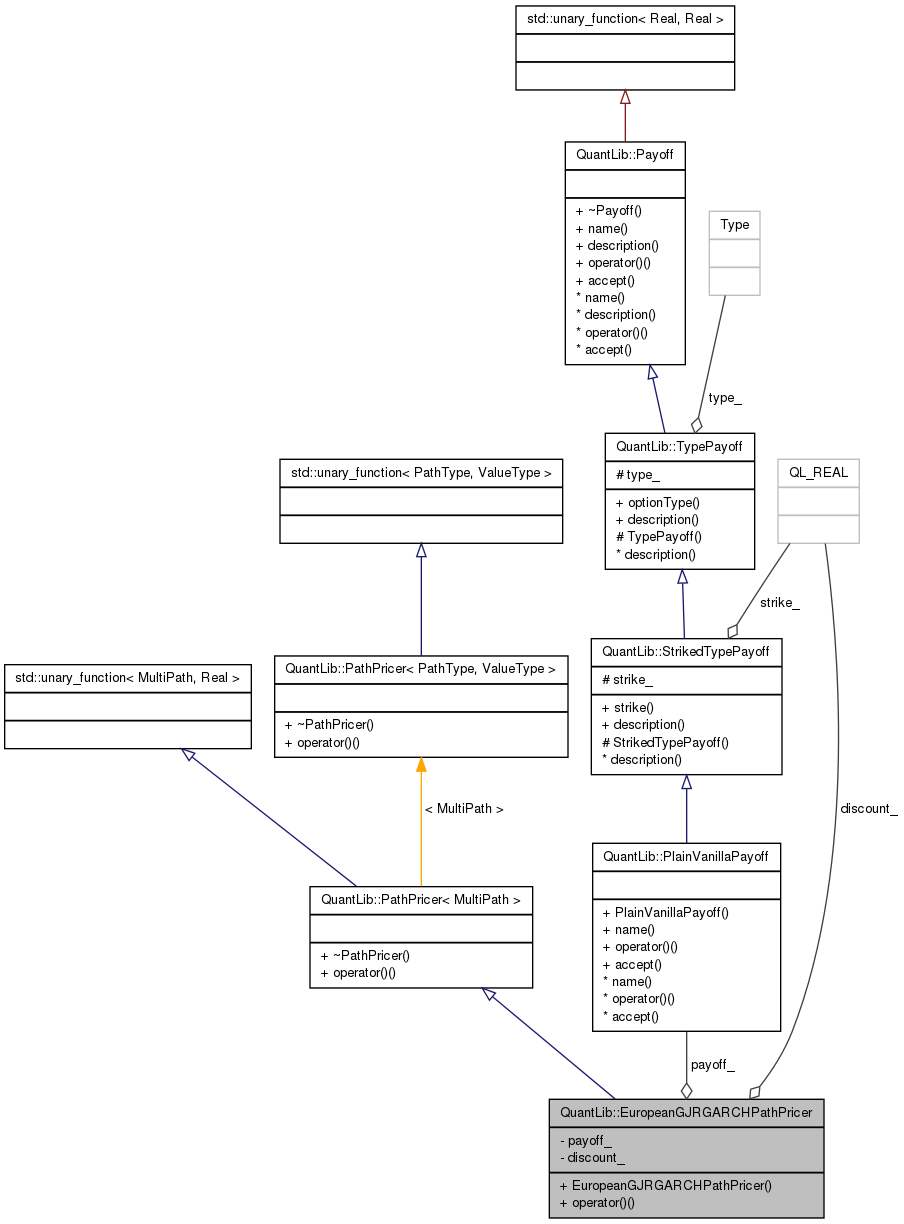 std::unary_function< Real, Real >
QuantLib::Payoff
+ ~Payoff()
+ name()
+ description()
+ operator()()
+ accept()
* name()
* description()
* operator()()
* accept()
Type
type_
QuantLib::TypePayoff
# type_
+ optionType()
+ description()
# TypePayoff()
* description()
std::unary_function< PathType, ValueType >
QL_REAL
strike_
QuantLib::StrikedTypePayoff
# strike_
+ strike()
+ description()
# StrikedTypePayoff()
* description()
QuantLib::PathPricer< PathType, ValueType >
+ ~PathPricer()
+ operator()()
std::unary_function< MultiPath, Real >
< MultiPath >
discount_
QuantLib::PlainVanillaPayoff
+ PlainVanillaPayoff()
+ name()
+ operator()()
+ accept()
* name()
* operator()()
* accept()
QuantLib::PathPricer< MultiPath >
+ ~PathPricer()
+ operator()()
payoff_
QuantLib::EuropeanGJRGARCHPathPricer
- payoff_
- discount_
+ EuropeanGJRGARCHPathPricer()
+ operator()()